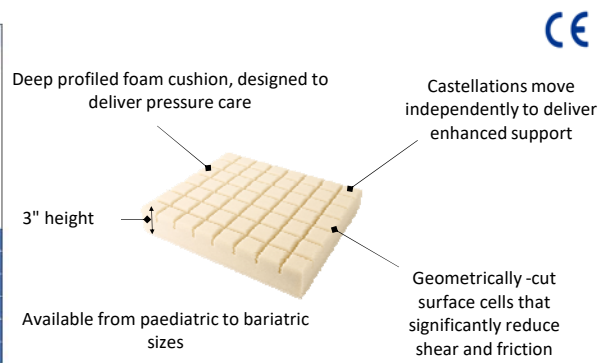 CE
Deep profiled foam cushion, designed to
deliver pressure care
Castellations move
independently to deliver
enhanced support
3" height
Geometrically -cut
surface cells that
significantly reduce
shear and friction
Available from paediatric to bariatric
sizes